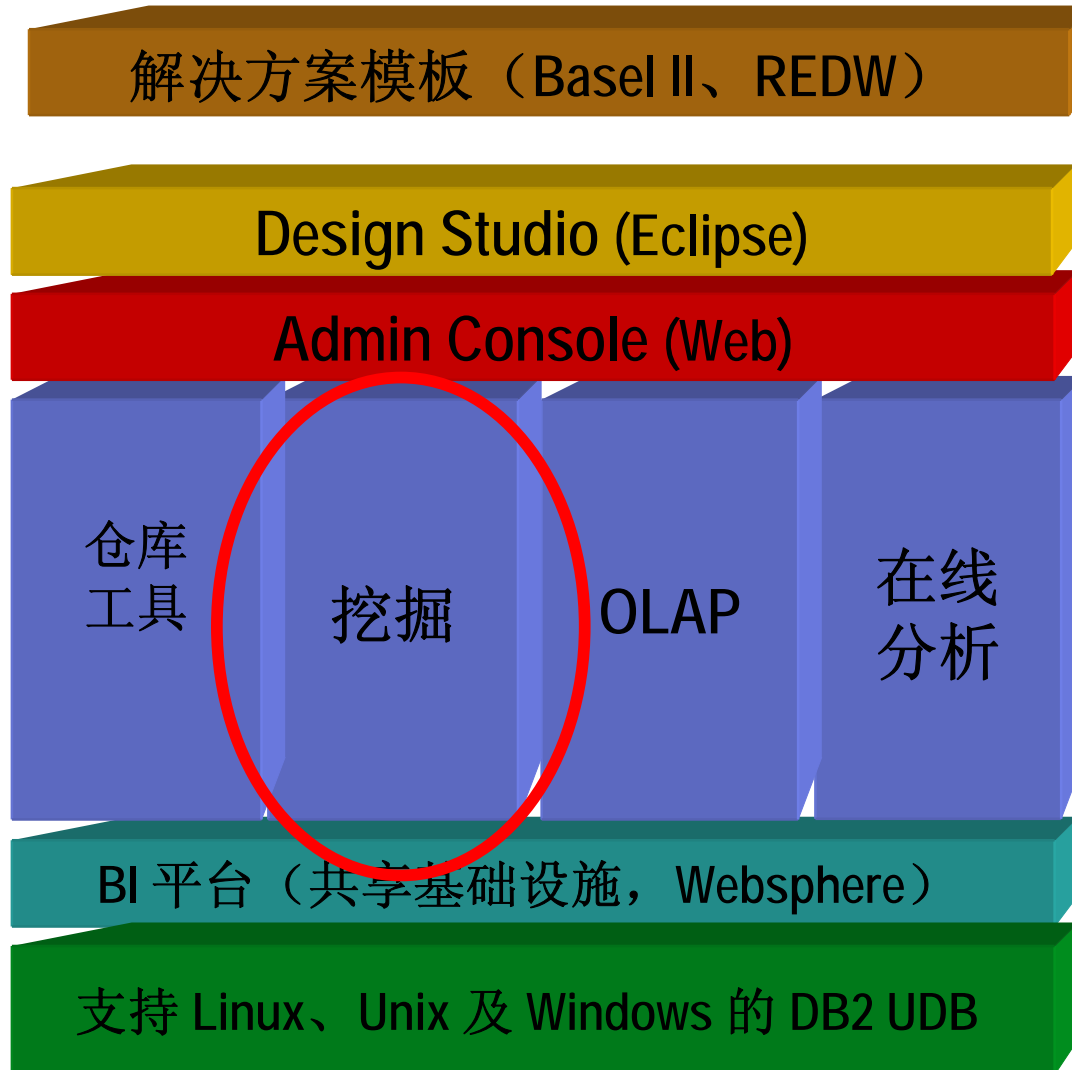 解决方案模板（Basel II、REDW）
Design Studio (Eclipse)
Admin Console (Web)
仓库
工具
挖掘
OLAP
在线
分析
BI 平台（共享基础设施，Websphere）
支持 Linux、Unix 及 Windows 的 DB2 UDB